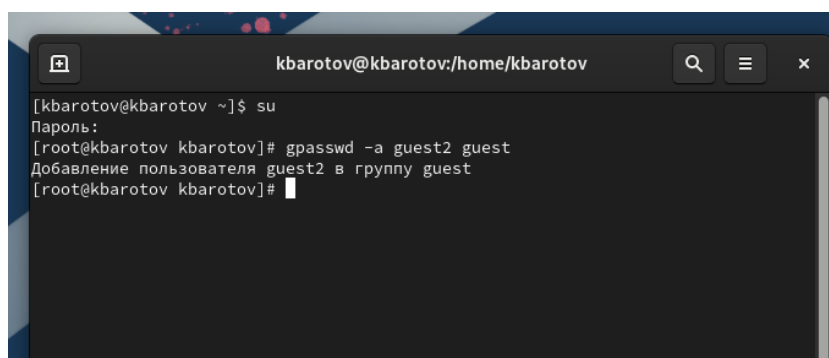 kbarotov@kbarotov:/home/kbarotov
[kbarotov@kbarotov ~]$ su
Пароль:
[root@kbarotov kbarotov]# gpasswd -a guest2 guest
Добавление пользователя guest2 в группу guest
[root@kbarotov kbarotov]#